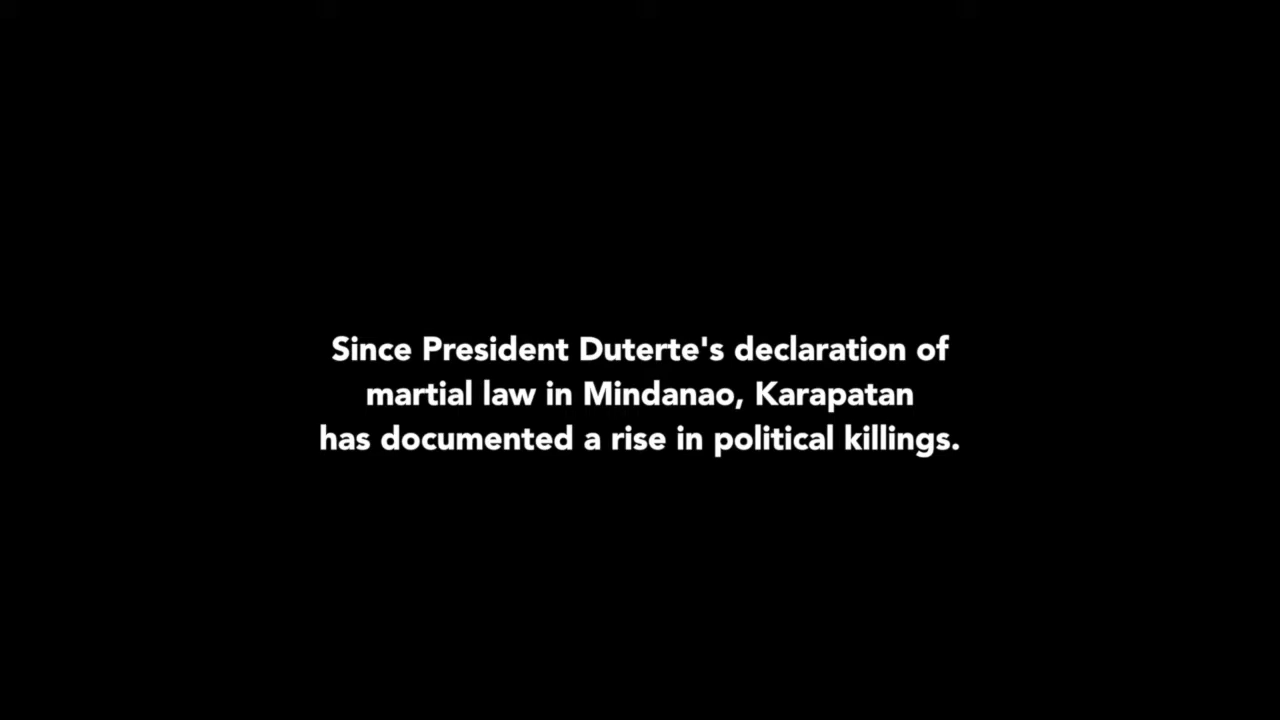 Since President Duterte's declaration of
martial law in Mindanao, Karapatan
has documented a rise in political killings.